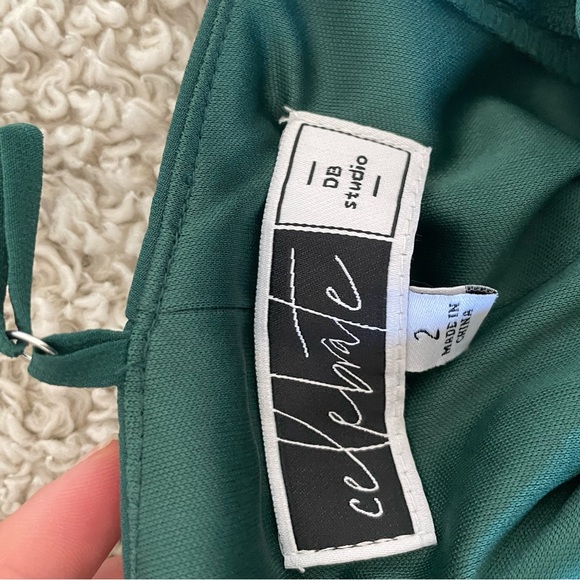 DB
studio
celebrate
2
MADE IN
CHINA